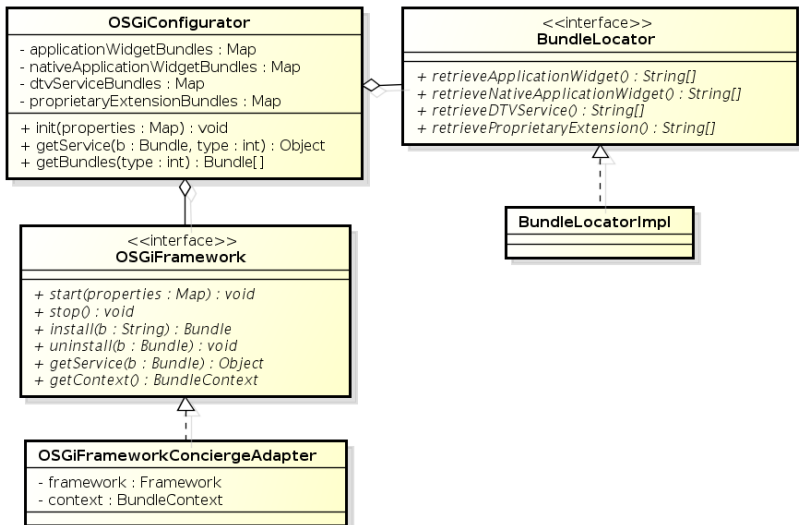 OSGiConfigurator
- applicationWidgetBundles : Map
- nativeApplicationWidgetBundles : Map
- dtvServiceBundles : Map
- proprietaryExtensionBundles : Map
+ init(properties : Map) : void
+ getService(b : Bundle, type : int) : Object
+ getBundles(type : int) : Bundle[]
<<interface>>
BundleLocator
+ retrieveApplicationWidget() : String[]
+ retrieveNativeApplicationWidget() : String[]
+ retrieveDTVService() : String[]
+ retrieveProprietaryExtension() : String[]
BundleLocatorImpl
<<interface>>
OSGiFramework
+ start(properties : Map) : void
+ stop() : void
+ install(b : String) : Bundle
+ uninstall(b : Bundle) : void
+ getService(b : Bundle) : Object
+ getContext() : BundleContext
OSGiFrameworkConciergeAdapter
- framework : Framework
- context : BundleContext